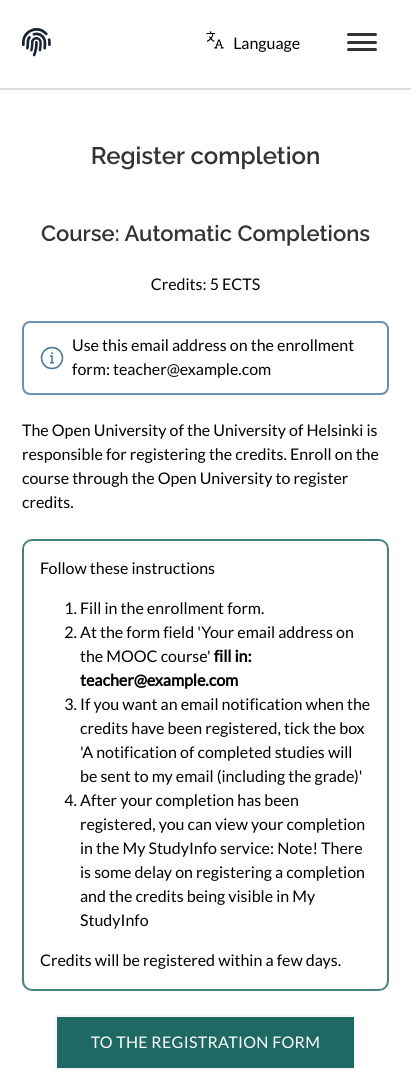 Language
Register completion
Course: Automatic Completions
Credits: 5 ECTS
Use this email address on the enrollment
form: teacher@example.com
The Open University of the University of Helsinki is
responsible for registering the credits. Enroll on the
course through the Open University to register
credits.
Follow these instructions
1. Fill in the enrollment form.
2. At the form field 'Your email address on
the MOOC course' fill in:
teacher@example.com
3. If you want an email notification when the
credits have been registered, tick the box
'A notification of completed studies will
be sent to my email (including the grade)'
4. After your completion has been
registered, you can view your completion
in the My StudyInfo service: Note! There
is some delay on registering a completion
and the credits being visible in My
StudyInfo
Credits will be registered within a few days.
TO THE REGISTRATION FORM